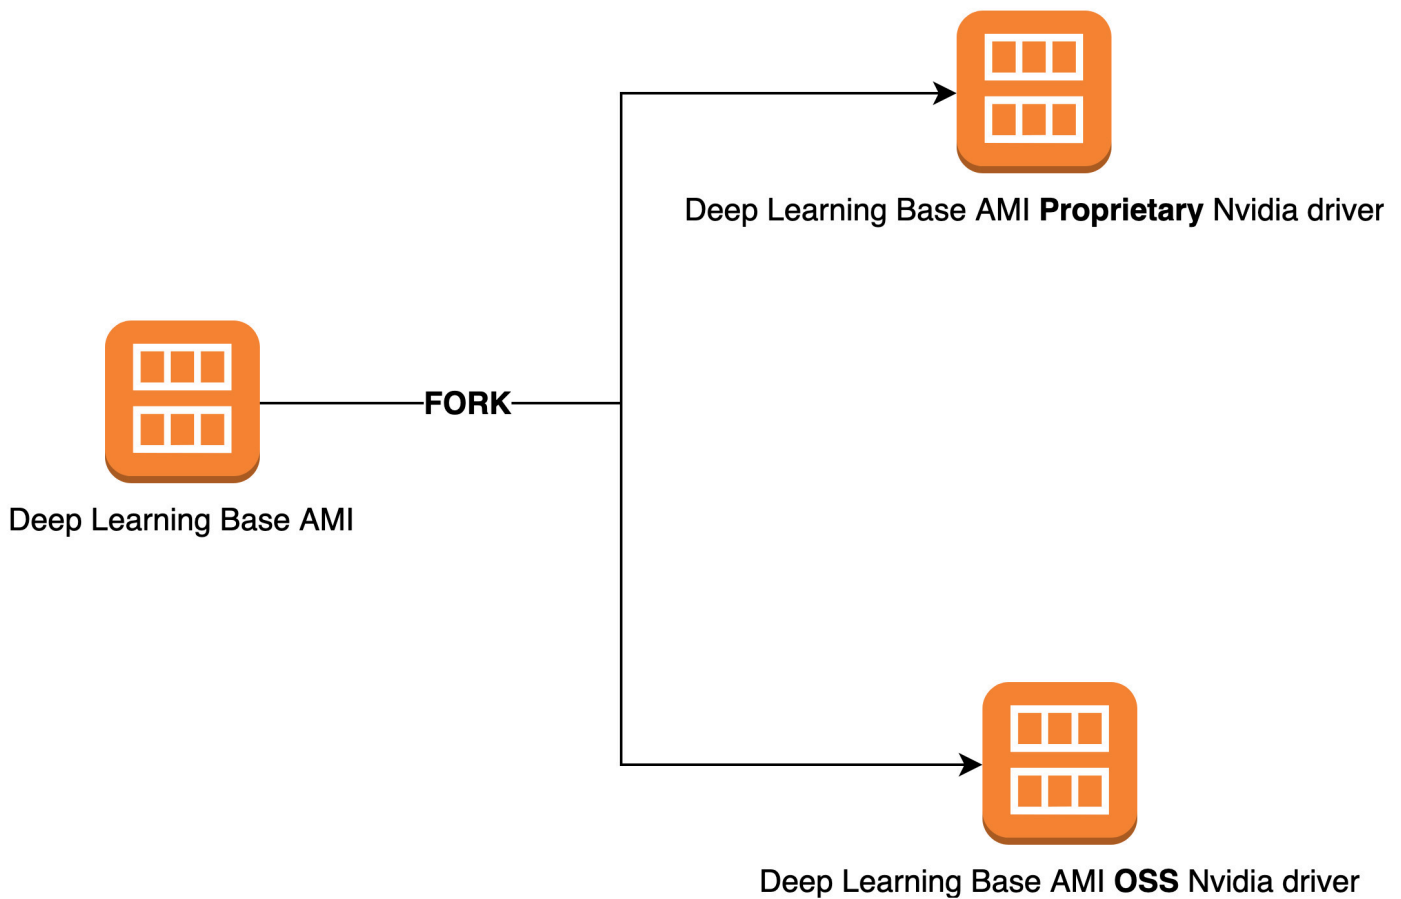 Deep Learning Base AMI Proprietary Nvidia driver
FORK
Deep Learning Base AMI
Deep Learning Base AMI OSS Nvidia driver